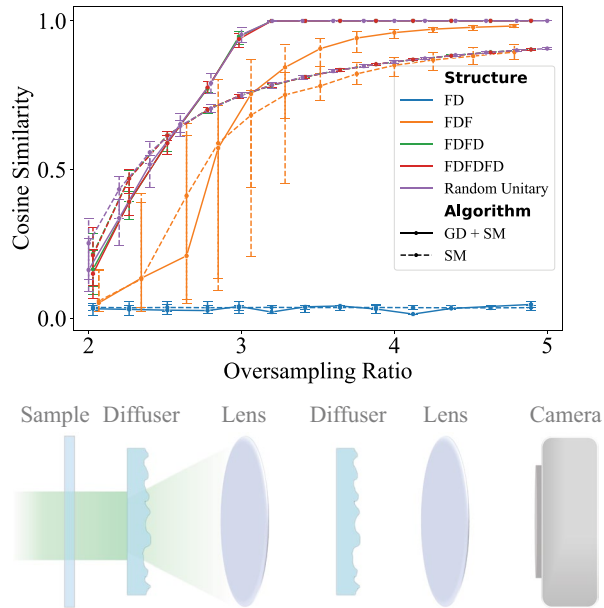 1.0
0.5
0.0
Cosine Similarity
2
3
4
5
Oversampling Ratio
Structure
FD
FDF
FDFD
FDFDFD
Random Unitary
Algorithm
GD + SM
SM
Sample Diffuser Lens Diffuser Lens Camera